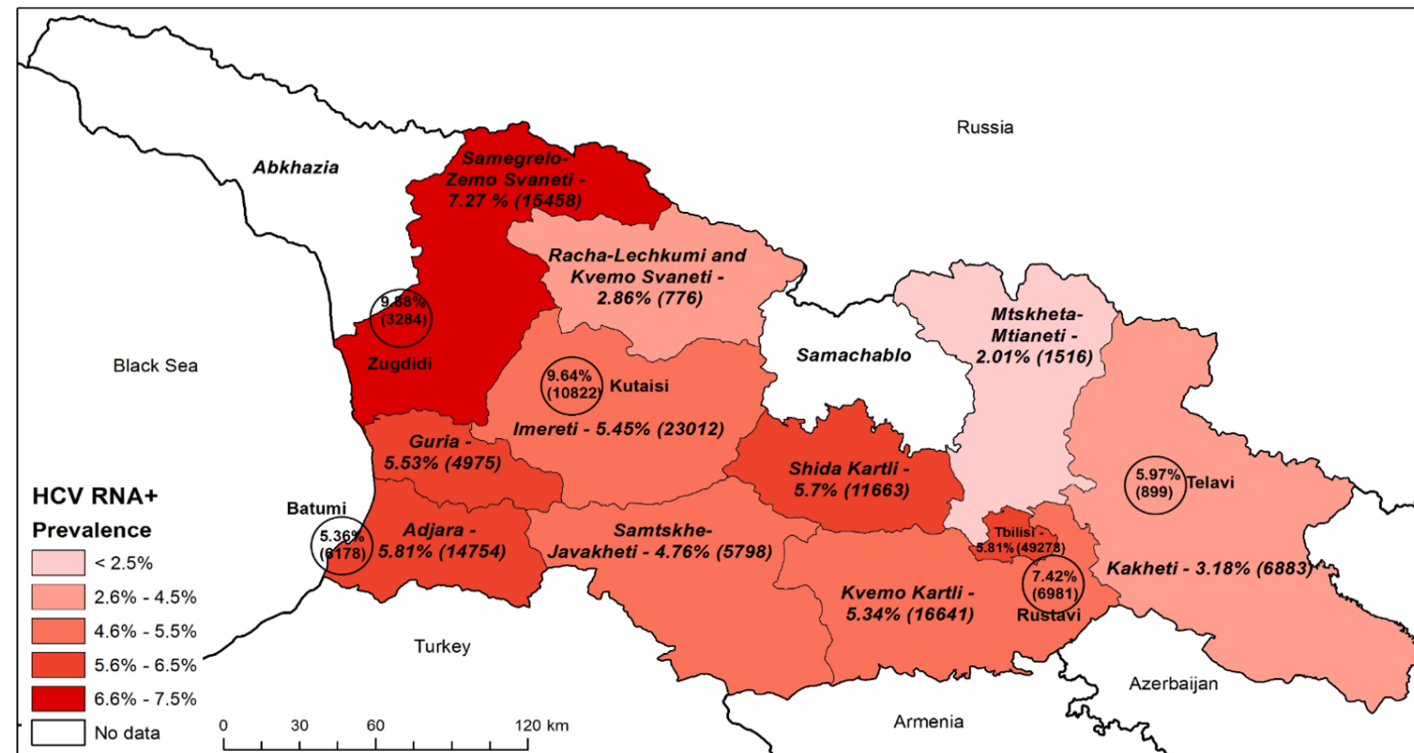 Russia
Abkhazia
Samegrelo-
Zemo Svaneti -
7.27 % (15458)
Racha-Lechkumi and
Kvemo Svaneti -
2.86% (776)
Mtskheta-
Mtianeti -
2.01% (1516)
9.88%
(3284)
Zugdidi
Black Sea
Samachablo
9.64%
(10822)
Kutaisi
Imereti - 5.45% (23012)
Guria -
5.53% (4975)
Shida Kartli -
5.7% (11663)
5.97%
(899)
Telavi
Batumi
5.36%
(6178)
Adjara -
5.81% (14754)
Samtskhe-
Javakheti - 4.76% (5798)
Tbilisi -
5.81% (49278)
Kakheti - 3.18% (6883)
7.42%
(6981)
Rustavi
Kvemo Kartli -
5.34% (16641)
Turkey
Azerbaijan
Armenia
HCV RNA+
Prevalence
< 2.5%
2.6% - 4.5%
4.6% - 5.5%
5.6% - 6.5%
6.6% - 7.5%
No data
0 30 60 120 km